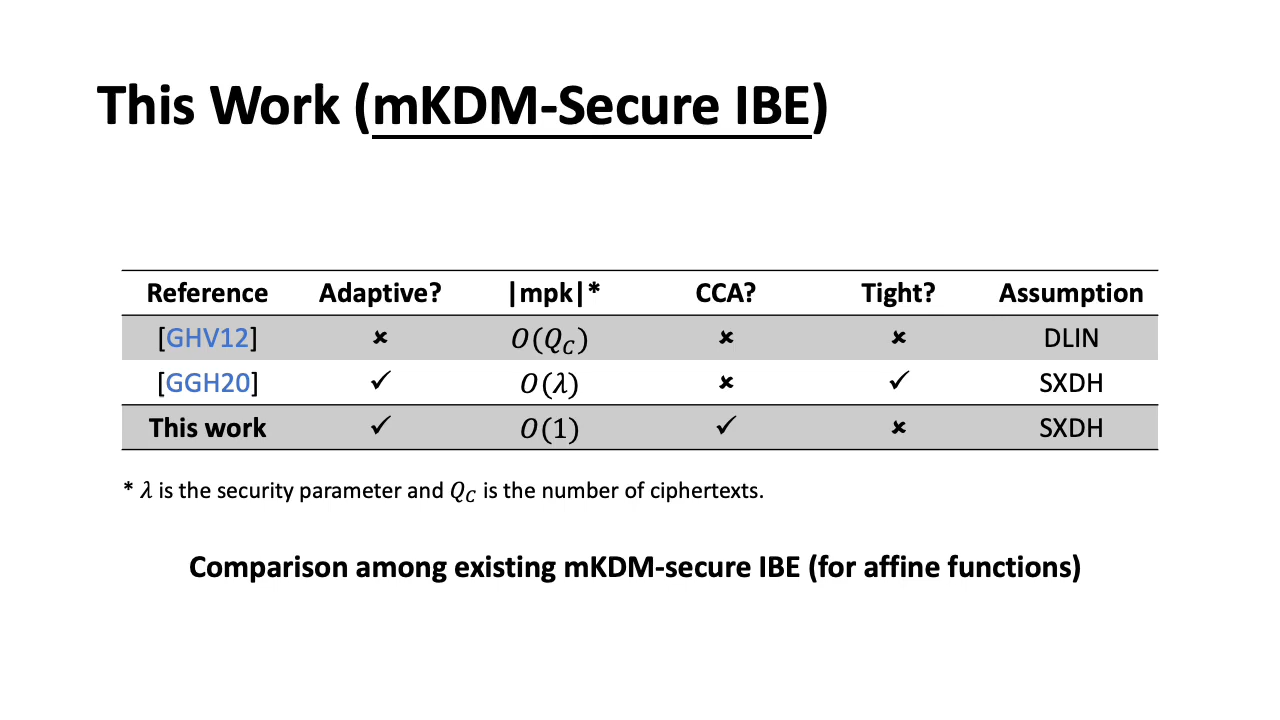 This Work (mKDM-Secure IBE)
Reference Adaptive? |mpk|* CCA? Tight? Assumption
[GHV12] ✘ O(Q_C) ✘ ✘ DLIN
[GGH20] ✓ O(λ) ✘ ✓ SXDH
This work ✓ O(1) ✓ ✘ SXDH
* λ is the security parameter and Q_C is the number of ciphertexts.
Comparison among existing mKDM-secure IBE (for affine functions)